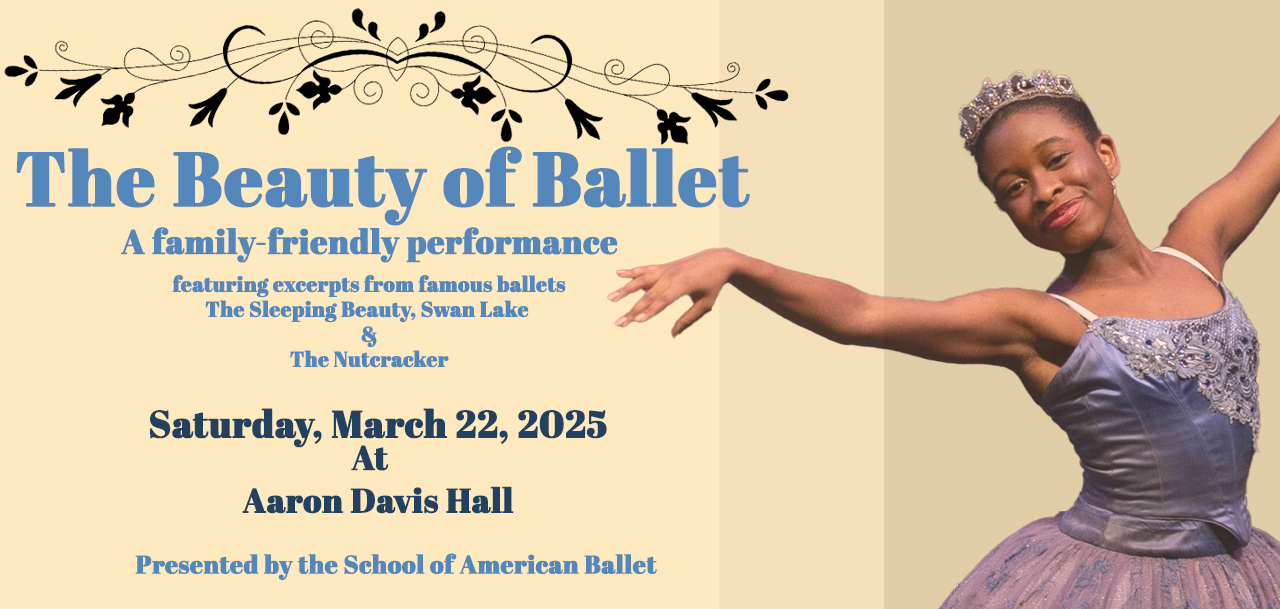 The Beauty of Ballet
A family-friendly performance
featuring excerpts from famous ballets
The Sleeping Beauty, Swan Lake
&
The Nutcracker
Saturday, March 22, 2025
At
Aaron Davis Hall
Presented by the School of American Ballet